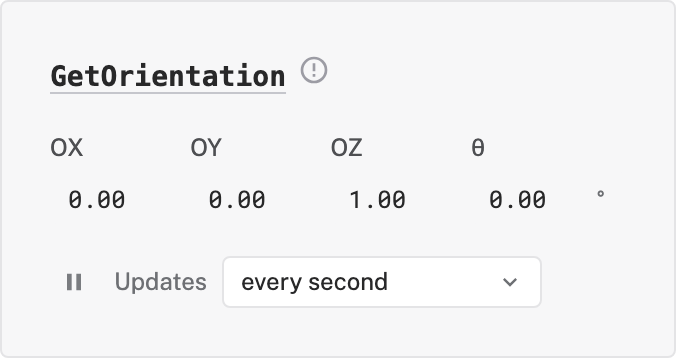 GetOrientation
OX OY OZ θ
0.00 0.00 1.00 0.00 °
Updates every second